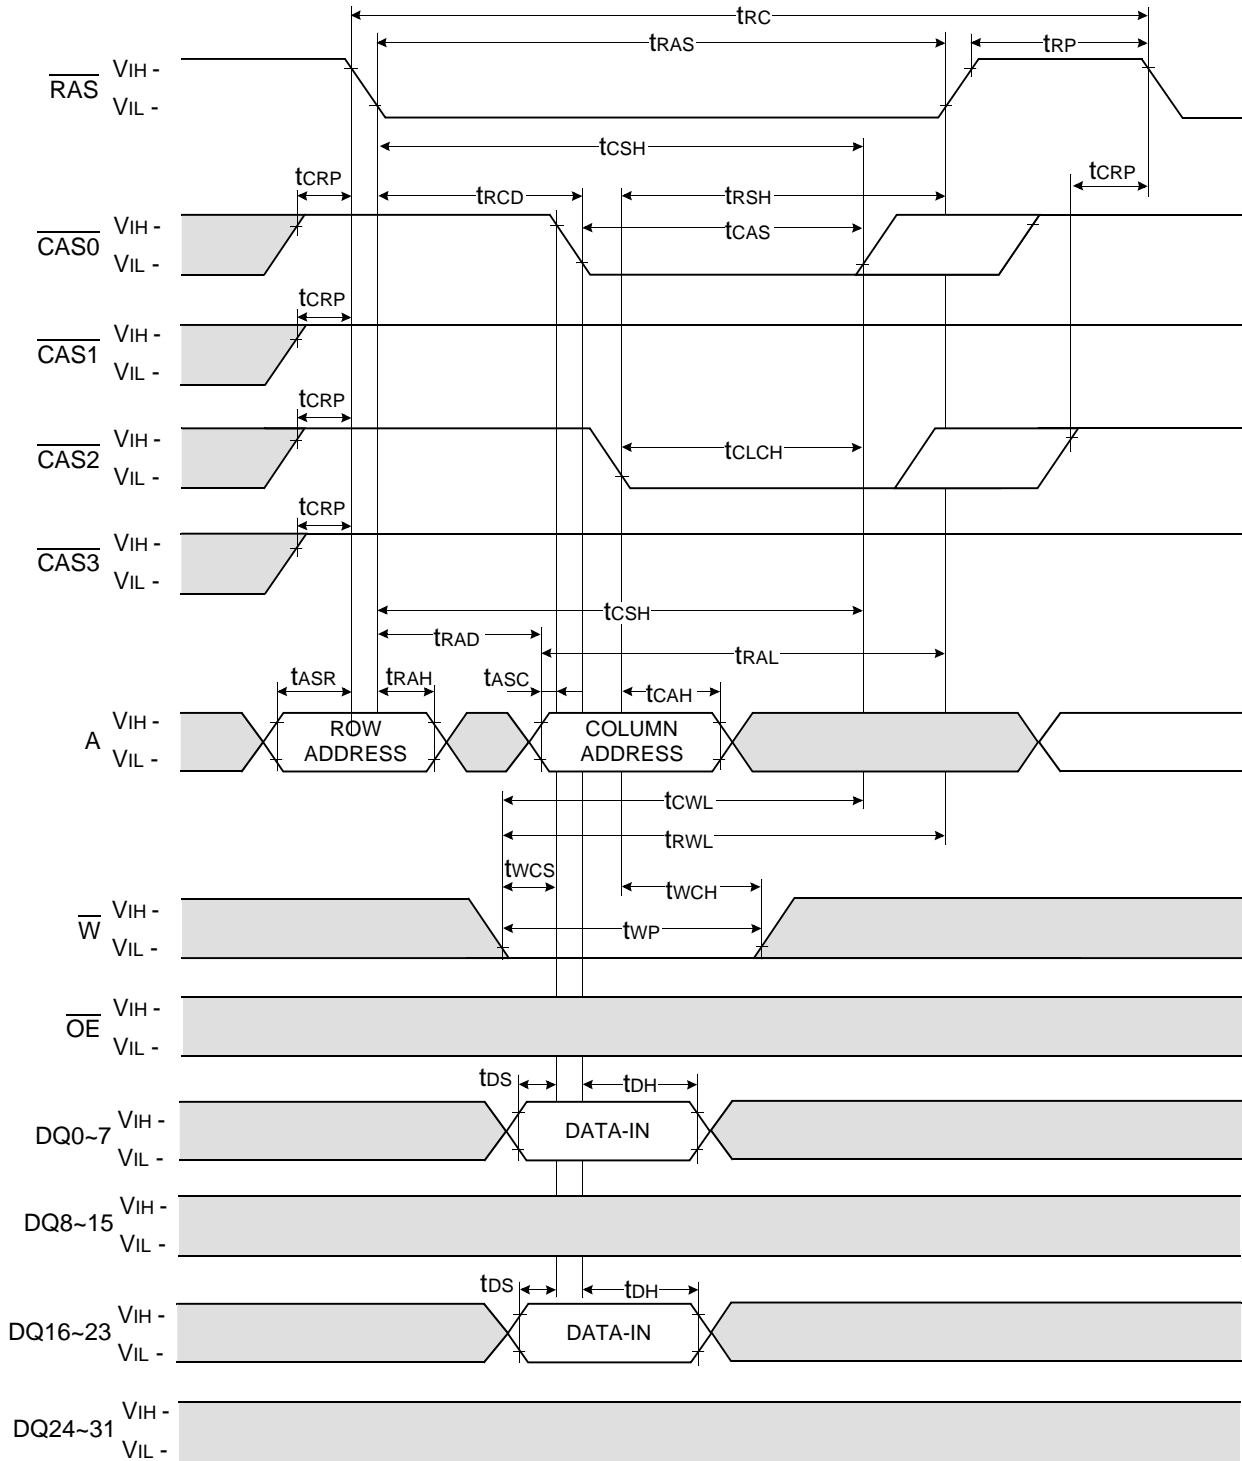 tRC
tRAS
tRP
RAS
VIH -
VIL -
tCSH
tCRP
tRCD
tRSH
tCRP
CAS0
VIH -
VIL -
tCAS
tCRP
CAS1
VIH -
VIL -
tCRP
CAS2
VIH -
VIL -
tCLCH
tCRP
CAS3
VIH -
VIL -
tCSH
tRAD
tRAL
tASR
tRAH
tASC
tCAH
A
VIH -
VIL -
ROW
ADDRESS
COLUMN
ADDRESS
tCWL
tRWL
tWCS
tWCH
W
VIH -
VIL -
tWP
OE
VIH -
VIL -
tDS
tDH
DQ0~7
VIH -
VIL -
DATA-IN
DQ8~15
VIH -
VIL -
tDS
tDH
DQ16~23
VIH -
VIL -
DATA-IN
DQ24~31
VIH -
VIL -